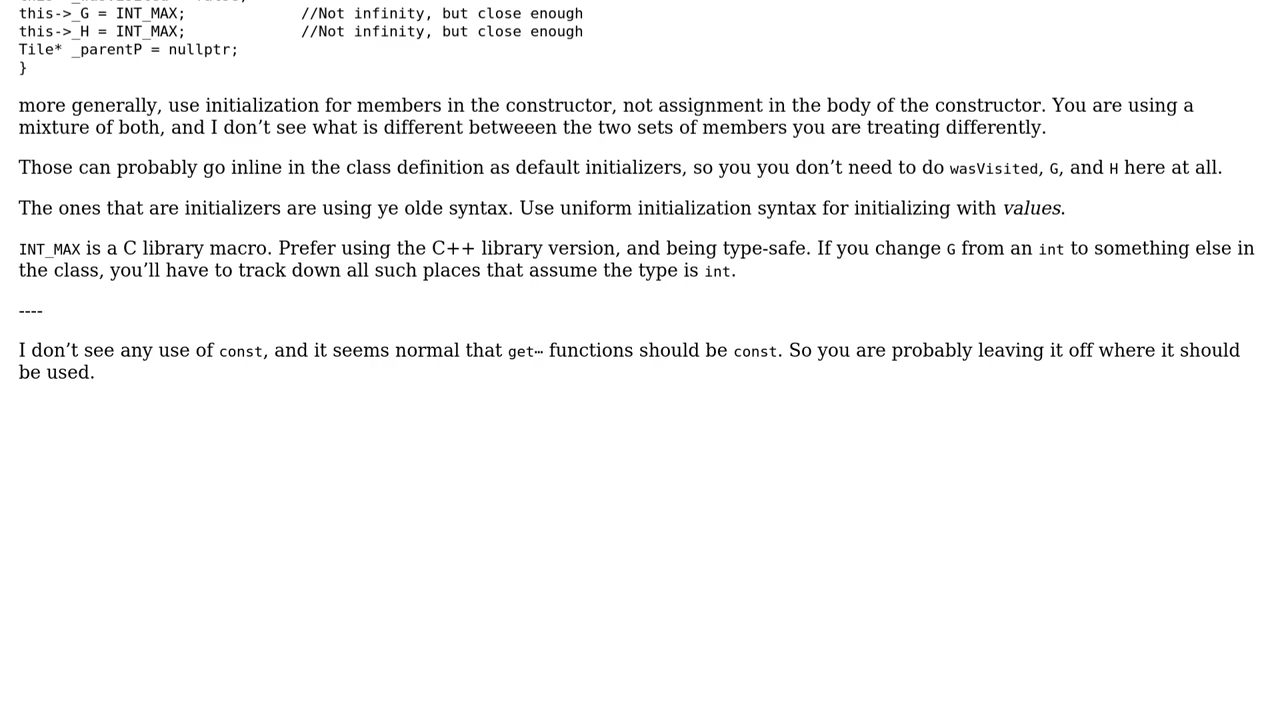 this->_G = INT_MAX; //Not infinity, but close enough
this->_H = INT_MAX; //Not infinity, but close enough
Tile* _parentP = nullptr;
}
more generally, use initialization for members in the constructor, not assignment in the body of the constructor. You are using a
mixture of both, and I don’t see what is different betweeen the two sets of members you are treating differently.
Those can probably go inline in the class definition as default initializers, so you you don’t need to do wasVisited, G, and H here at all.
The ones that are initializers are using ye olde syntax. Use uniform initialization syntax for initializing with values.
INT_MAX is a C library macro. Prefer using the C++ library version, and being type-safe. If you change G from an int to something else in
the class, you’ll have to track down all such places that assume the type is int.
----
I don’t see any use of const, and it seems normal that get⋯ functions should be const. So you are probably leaving it off where it should
be used.